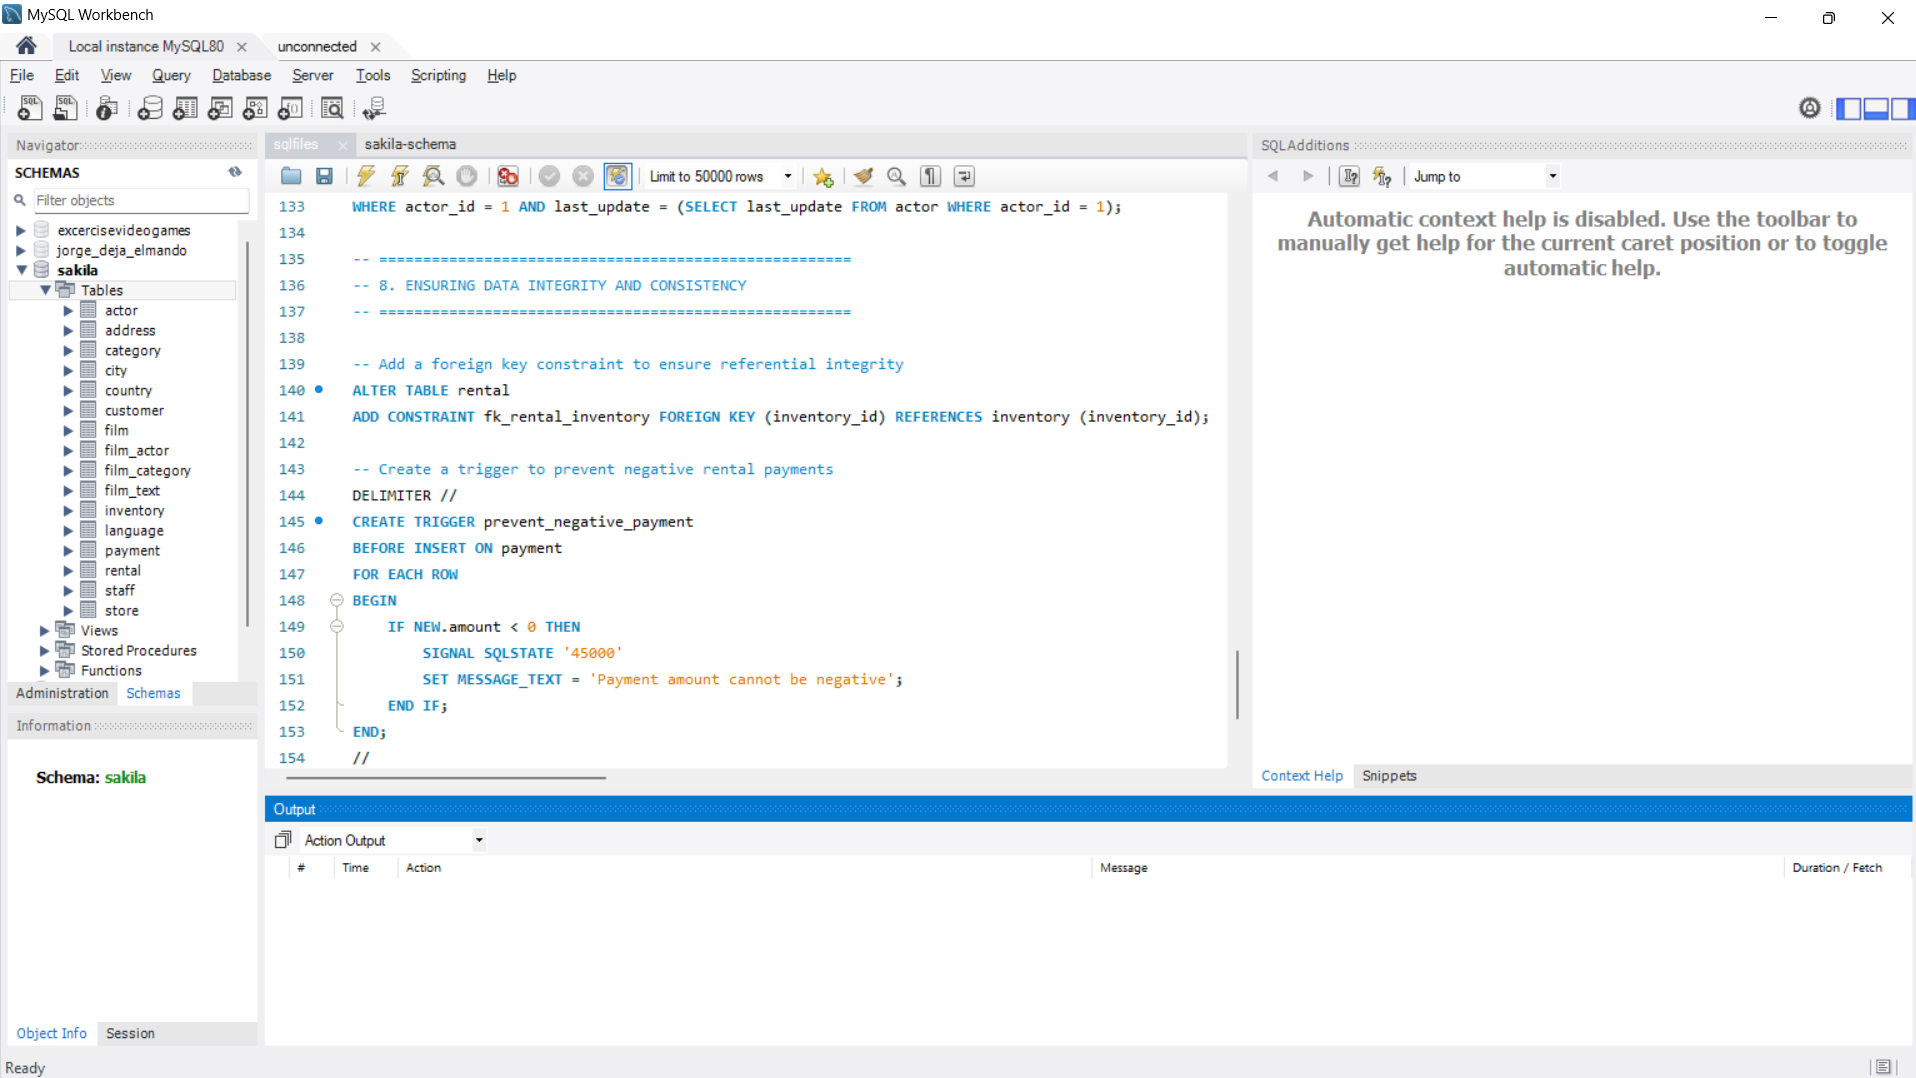 MySQL Workbench
Local instance MySQL80
unconnected
File Edit View Query Database Server Tools Scripting Help
Navigator
SCHEMAS
Filter objects
excercisevideogames
jorge_deja_elmando
sakila
Tables
actor
address
category
city
country
customer
film
film_actor
film_category
film_text
inventory
language
payment
rental
staff
store
Views
Stored Procedures
Functions
Administration Schemas
Information
Schema: sakila
Object Info Session
sqlfiles sakila-schema
Limit to 50000 rows
133 WHERE actor_id = 1 AND last_update = (SELECT last_update FROM actor WHERE actor_id = 1);
134
135 -- ======================================================
136 -- 8. ENSURING DATA INTEGRITY AND CONSISTENCY
137 -- ======================================================
138
139 -- Add a foreign key constraint to ensure referential integrity
140 ALTER TABLE rental
141 ADD CONSTRAINT fk_rental_inventory FOREIGN KEY (inventory_id) REFERENCES inventory (inventory_id);
142
143 -- Create a trigger to prevent negative rental payments
144 DELIMITER //
145 CREATE TRIGGER prevent_negative_payment
146 BEFORE INSERT ON payment
147 FOR EACH ROW
148 BEGIN
149 IF NEW.amount < 0 THEN
150 SIGNAL SQLSTATE '45000'
151 SET MESSAGE_TEXT = 'Payment amount cannot be negative';
152 END IF;
153 END;
154 //
SQLAdditions
Jump to
Automatic context help is disabled. Use the toolbar to
manually get help for the current caret position or to toggle
automatic help.
Context Help Snippets
Output
Action Output
# Time Action Message Duration / Fetch
Ready